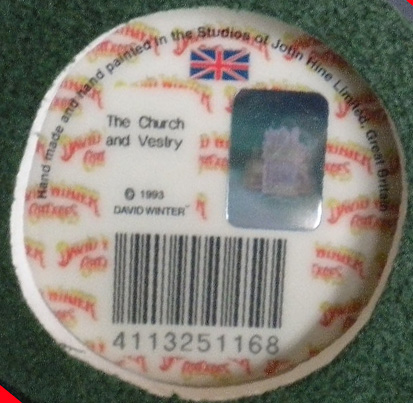 Hand made and hand painted in the Studios of John Hine Limited, Great Britain
The Church
and Vestry
© 1993
DAVID WINTER™
4113251168